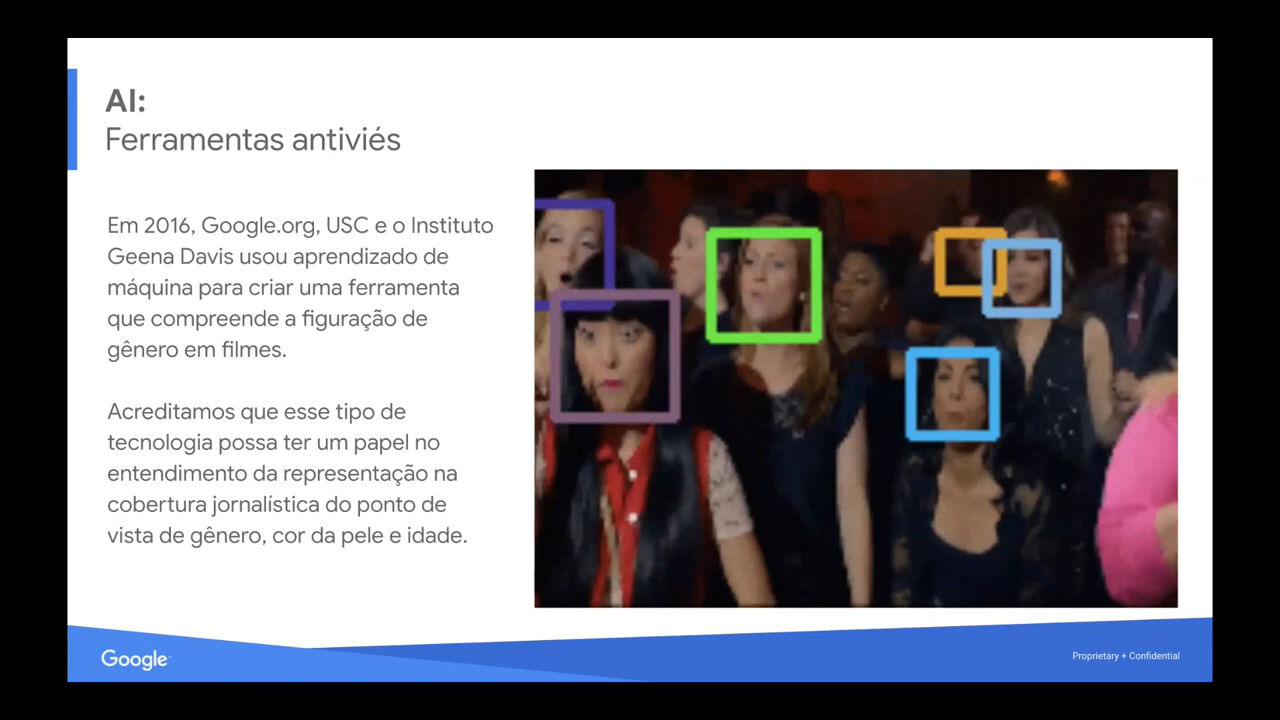 AI:
Ferramentas antiviés
Em 2016, Google.org, USC e o Instituto
Geena Davis usou aprendizado de
máquina para criar uma ferramenta
que compreende a figuração de
gênero em filmes.
Acreditamos que esse tipo de
tecnologia possa ter um papel no
entendimento da representação na
cobertura jornalística do ponto de
vista de gênero, cor da pele e idade.
Google
Proprietary + Confidential